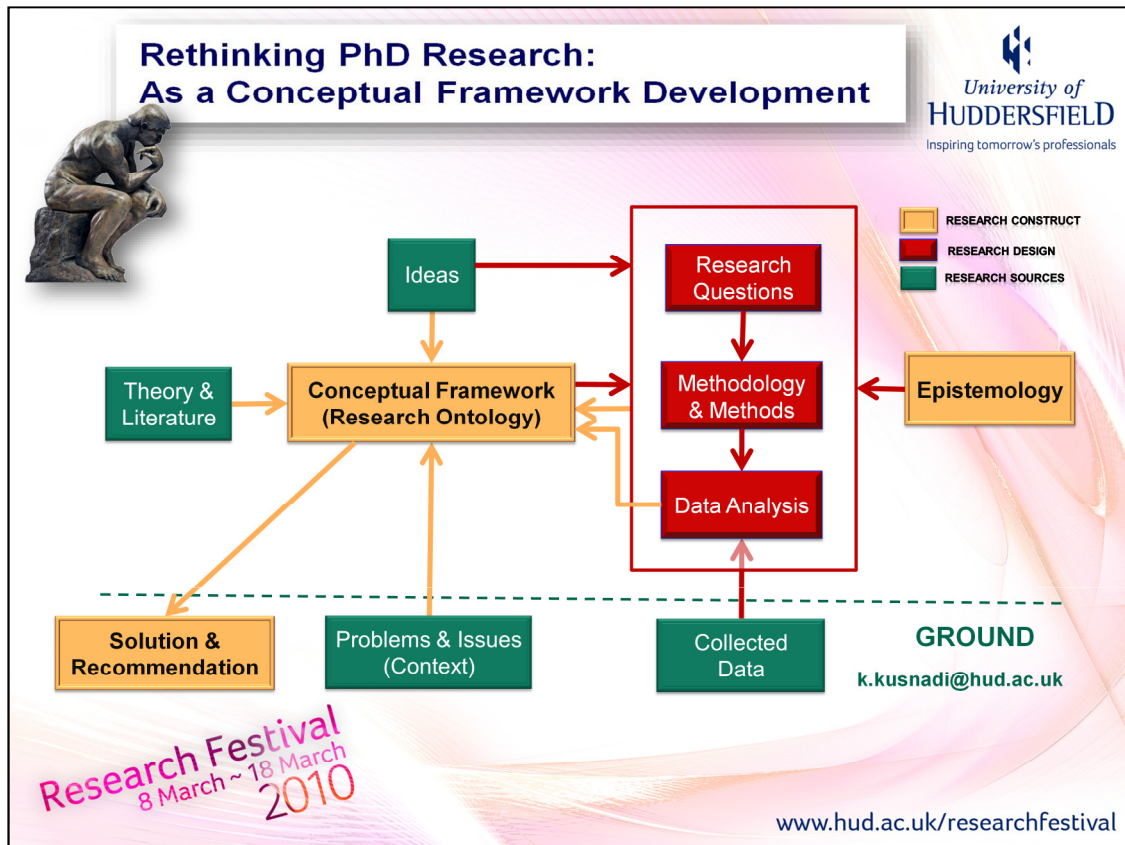 Rethinking PhD Research:
As a Conceptual Framework Development
University of
HUDDERSFIELD
Inspiring tomorrow's professionals
RESEARCH CONSTRUCT
RESEARCH DESIGN
RESEARCH SOURCES
Ideas
Research
Questions
Theory &
Literature
Conceptual Framework
(Research Ontology)
Methodology
& Methods
Epistemology
Data Analysis
Solution &
Recommendation
Problems & Issues
(Context)
Collected
Data
GROUND
k.kusnadi@hud.ac.uk
Research Festival
8 March ~ 18 March
2010
www.hud.ac.uk/researchfestival